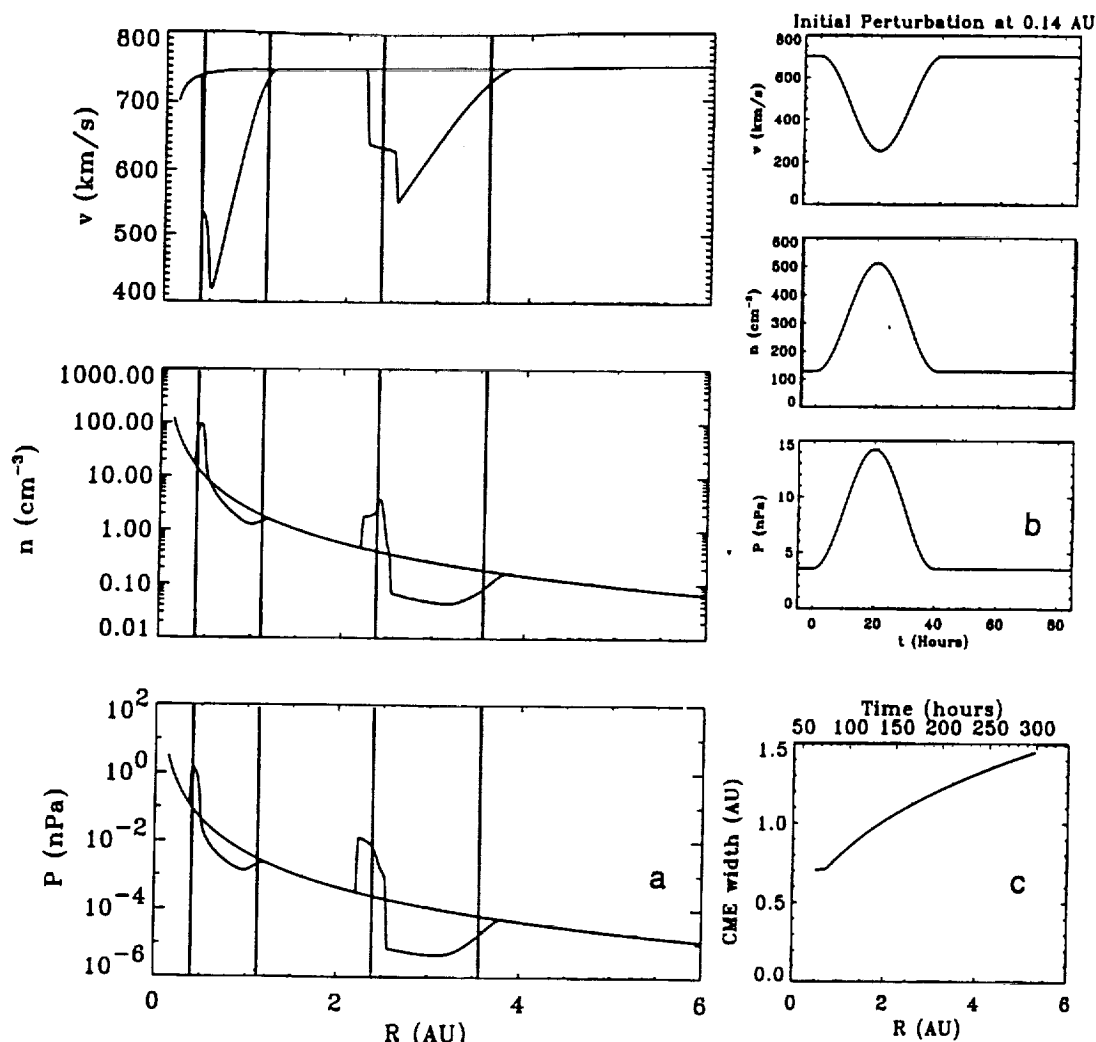 800
700
600
500
400
v (km/s)
1000.00
100.00
10.00
1.00
0.10
0.01
n (cm⁻³)
10²
10⁰
10⁻²
10⁻⁴
10⁻⁶
P (nPa)
a
0 2 4 6
R (AU)
Initial Perturbation at 0.14 AU
800
600
400
200
0
v (km/s)
600
500
400
300
200
100
0
n (cm⁻³)
15
10
5
0
P (nPa)
b
0 20 40 60 80
t (Hours)
Time (hours)
50 100 150 200 250 300
1.5
1.0
0.5
0.0
CME width (AU)
c
0 2 4 6
R (AU)